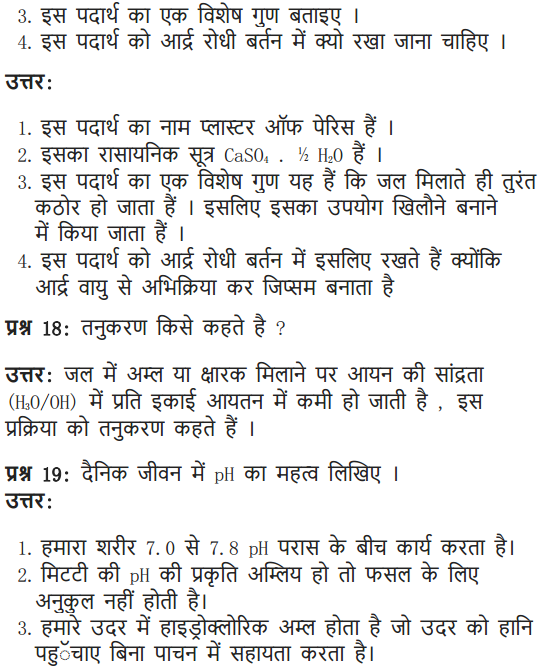 3. इस पदार्थ का एक विशेष गुण बताइए ।
4. इस पदार्थ को आर्द्र रोधी बर्तन में क्यो रखा जाना चाहिए ।
उत्तर:
1. इस पदार्थ का नाम प्लास्टर ऑफ पेरिस हैं ।
2. इसका रासायनिक सूत्र CaSO₄ . ½ H₂O हैं ।
3. इस पदार्थ का एक विशेष गुण यह हैं कि जल मिलाते ही तुरंत
कठोर हो जाता हैं । इसलिए इसका उपयोग खिलौने बनाने
में किया जाता हैं ।
4. इस पदार्थ को आर्द्र रोधी बर्तन में इसलिए रखते हैं क्योंकि
आर्द्र वायु से अभिक्रिया कर जिप्सम बनाता है
प्रश्न 18: तनुकरण किसे कहते है ?
उत्तर: जल में अम्ल या क्षारक मिलाने पर आयन की सांद्रता
(H₃O/OH) में प्रति इकाई आयतन में कमी हो जाती है , इस
प्रक्रिया को तनुकरण कहते हैं ।
प्रश्न 19: दैनिक जीवन में pH का महत्व लिखिए ।
उत्तर:
1. हमारा शरीर 7.0 से 7.8 pH परास के बीच कार्य करता है।
2. मिटटी की pH की प्रकृति अम्लिय हो तो फसल के लिए
अनुकुल नहीं होती है।
3. हमारे उदर में हाइड्रोक्लोरिक अम्ल होता है जो उदर को हानि
पहुॅंचाए बिना पाचन में सहायता करता है।